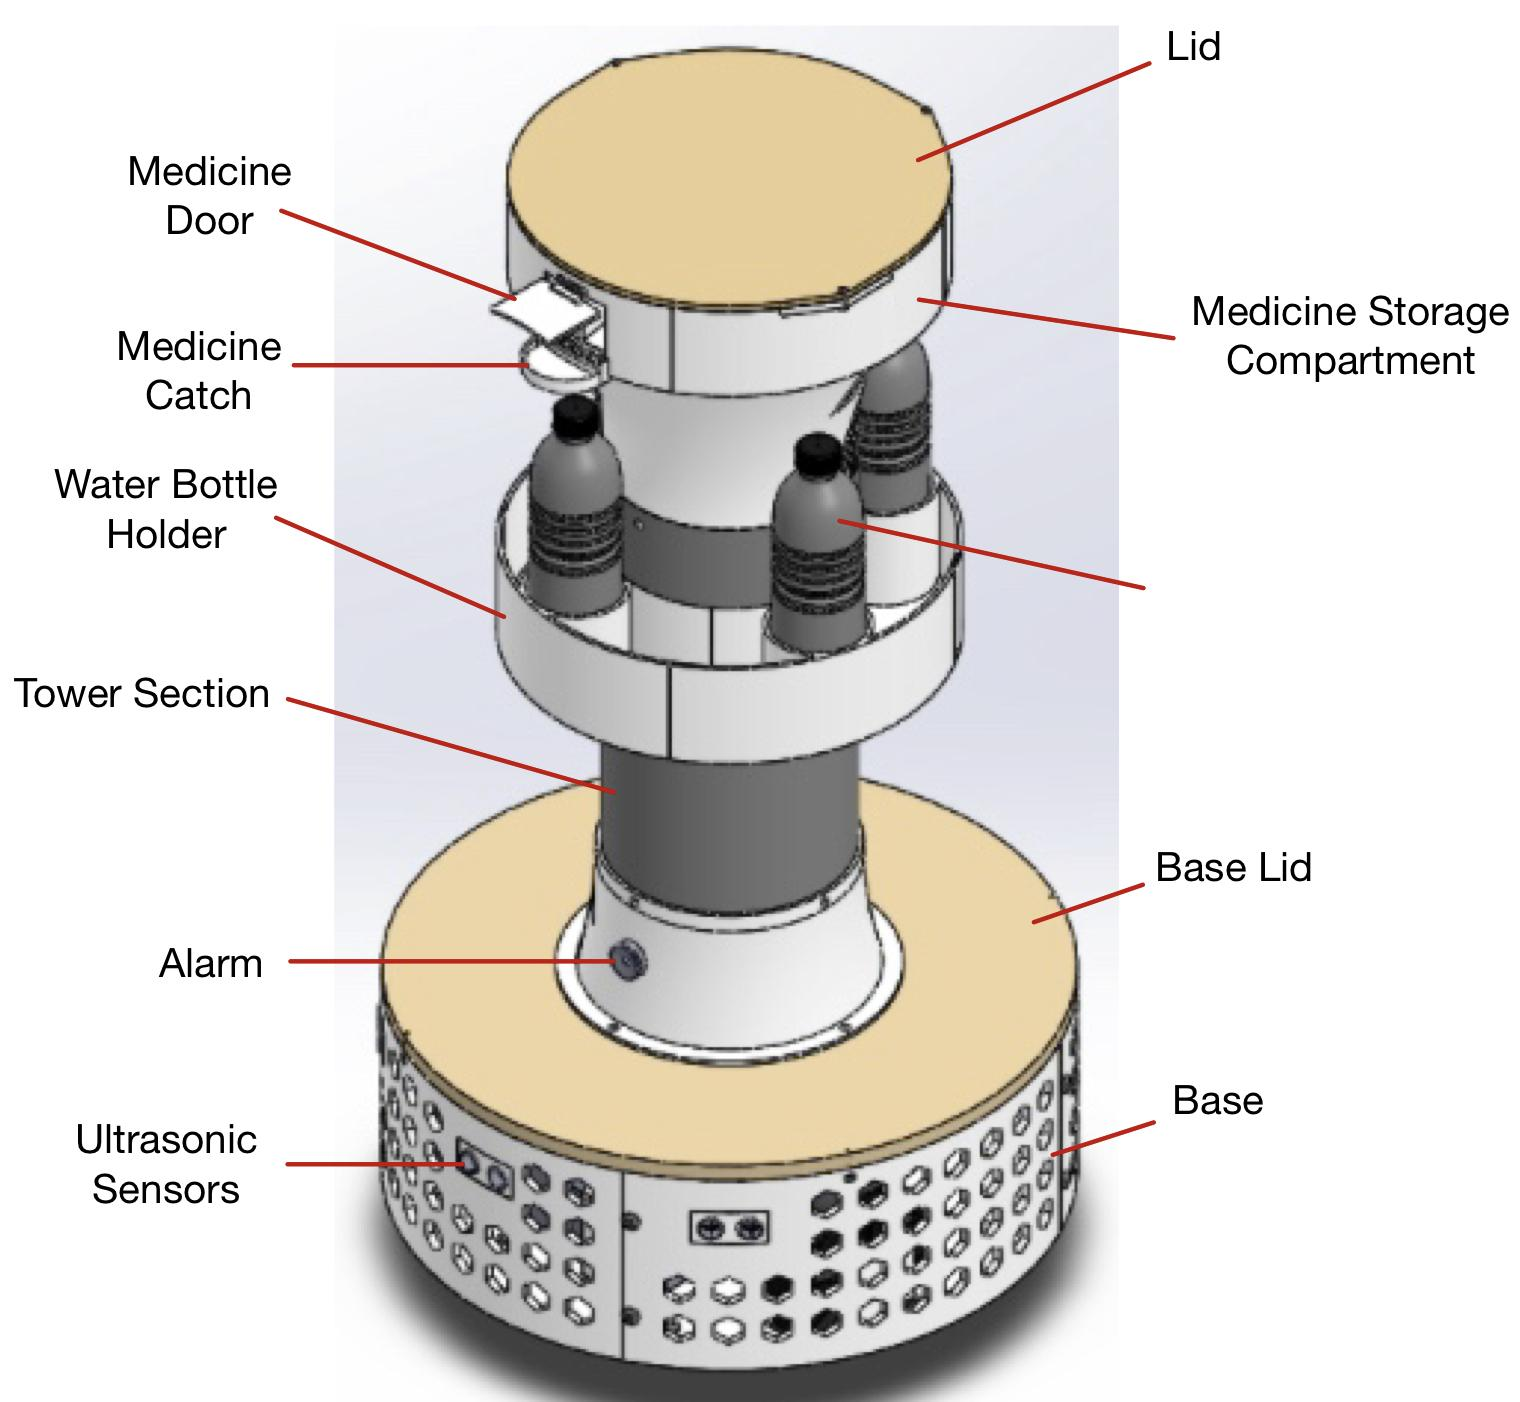 Lid
Medicine
Door
Medicine Storage
Compartment
Medicine
Catch
Water Bottle
Holder
Tower Section
Base Lid
Alarm
Base
Ultrasonic
Sensors